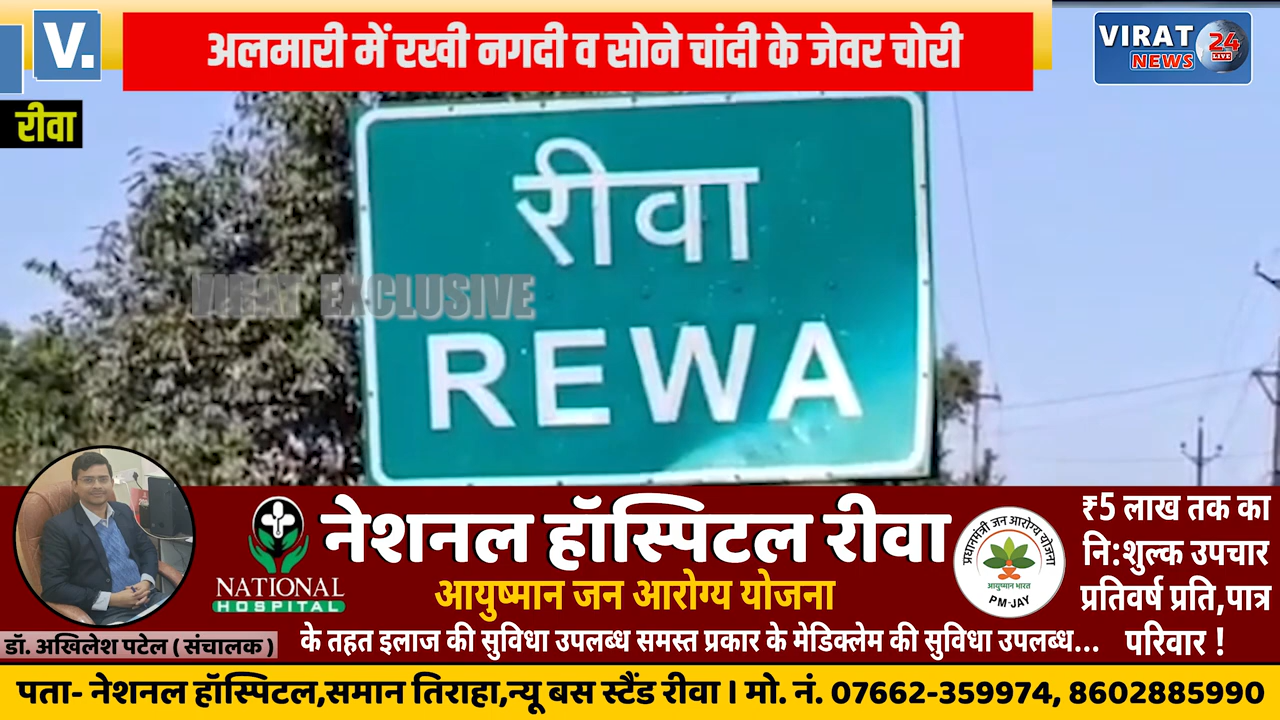 V.
अलमारी में रखी नगदी व सोने चांदी के जेवर चोरी
VIRAT
NEWS
24
LIVE
रीवा
रीवा
VIRAT EXCLUSIVE
REWA
नेशनल हॉस्पिटल रीवा
आयुष्मान जन आरोग्य योजना
के तहत इलाज की सुविधा उपलब्ध समस्त प्रकार के मेडिक्लेम की सुविधा उपलब्ध...
NATIONAL
HOSPITAL
प्रधानमंत्री जन आरोग्य योजना
आयुष्मान भारत
PM-JAY
₹5 लाख तक का
नि:शुल्क उपचार
प्रतिवर्ष प्रति,पात्र
परिवार !
डॉ. अखिलेश पटेल ( संचालक )
पता- नेशनल हॉस्पिटल,समान तिराहा,न्यू बस स्टैंड रीवा । मो. नं. 07662-359974, 8602885990